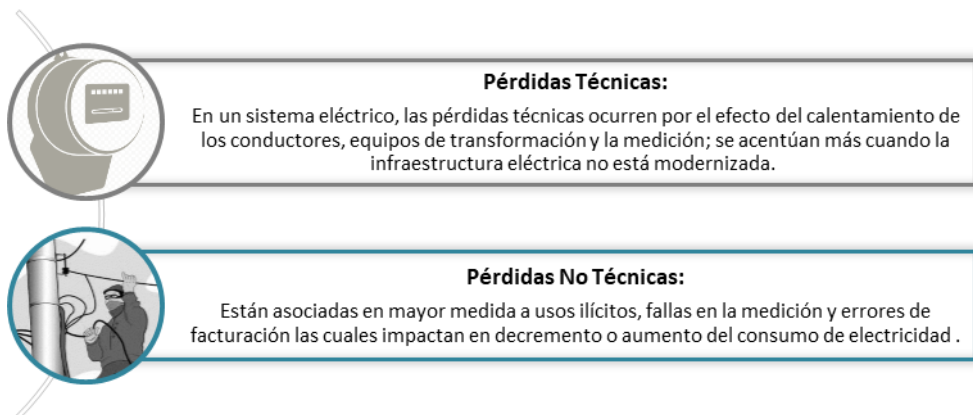 Pérdidas Técnicas:
En un sistema eléctrico, las pérdidas técnicas ocurren por el efecto del calentamiento de
los conductores, equipos de transformación y la medición; se acentúan más cuando la
infraestructura eléctrica no está modernizada.
Pérdidas No Técnicas:
Están asociadas en mayor medida a usos ilícitos, fallas en la medición y errores de
facturación las cuales impactan en decremento o aumento del consumo de electricidad .